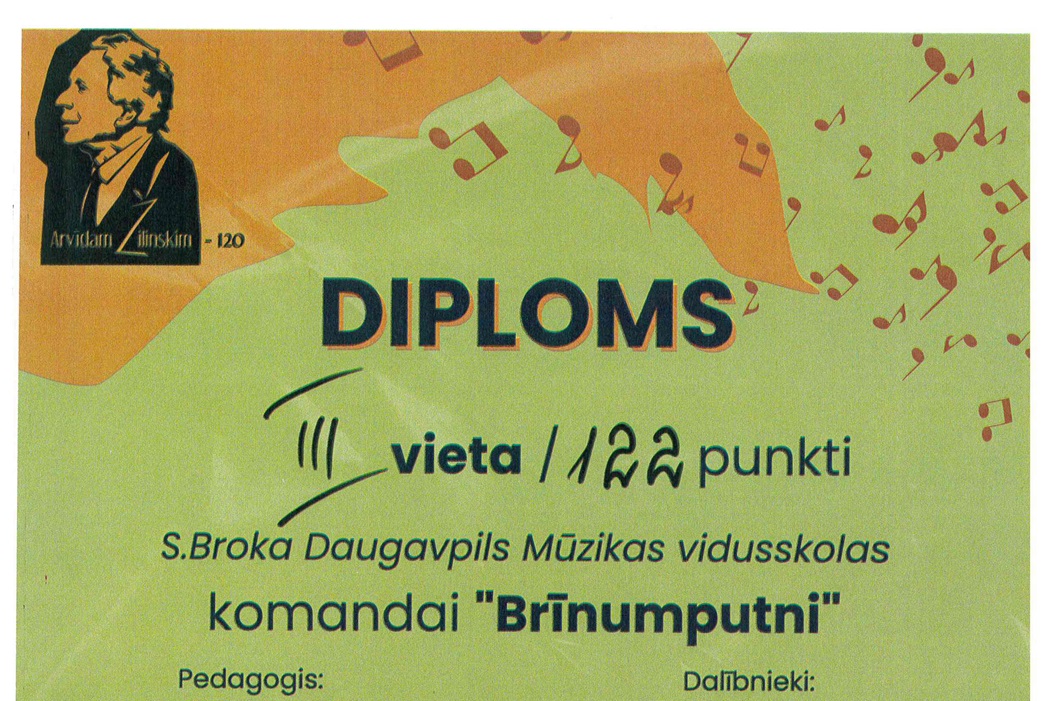 Arvīdam Žilinskim - 120
DIPLOMS
III vieta / 122 punkti
S.Broka Daugavpils Mūzikas vidusskolas
komandai "Brīnumputni"
Pedagogis: Dalībnieki: